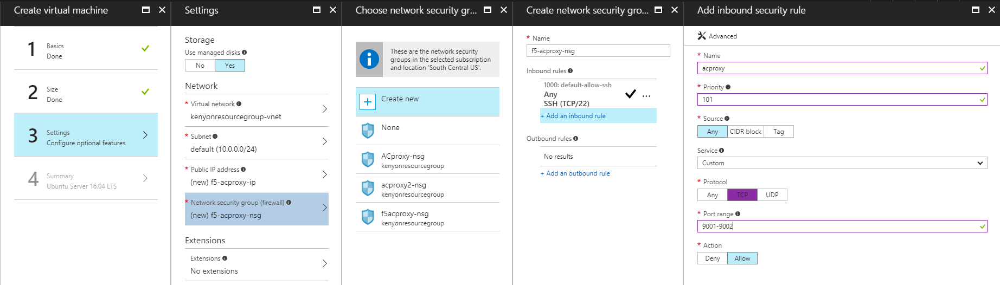 Create virtual machine
1
Basics
Done
2
Size
Done
3
Settings
Configure optional features
4
Summary
Ubuntu Server 16.04 LTS
Settings
Storage
Use managed disks
No
Yes
Network
* Virtual network
kenyonresourcegroup-vnet
* Subnet
default (10.0.0.0/24)
* Public IP address
(new) f5-acproxy-ip
* Network security group (firewall)
(new) f5-acproxy-nsg
Extensions
Extensions
No extensions
Choose network security gr...
These are the network security
groups in the selected subscription
and location 'South Central US'.
Create new
None
ACproxy-nsg
kenyonresourcegroup
acproxy2-nsg
kenyonresourcegroup
f5acproxy-nsg
kenyonresourcegroup
Create network security gro...
* Name
f5-acproxy-nsg
Inbound rules
1000: default-allow-ssh
Any
SSH (TCP/22)
...
+ Add an inbound rule
Outbound rules
No results
+ Add an outbound rule
Add inbound security rule
Advanced
* Name
acproxy
* Priority
101
* Source
Any
CIDR block
Tag
Service
Custom
* Protocol
Any
TCP
UDP
* Port range
9001-9002
* Action
Deny
Allow